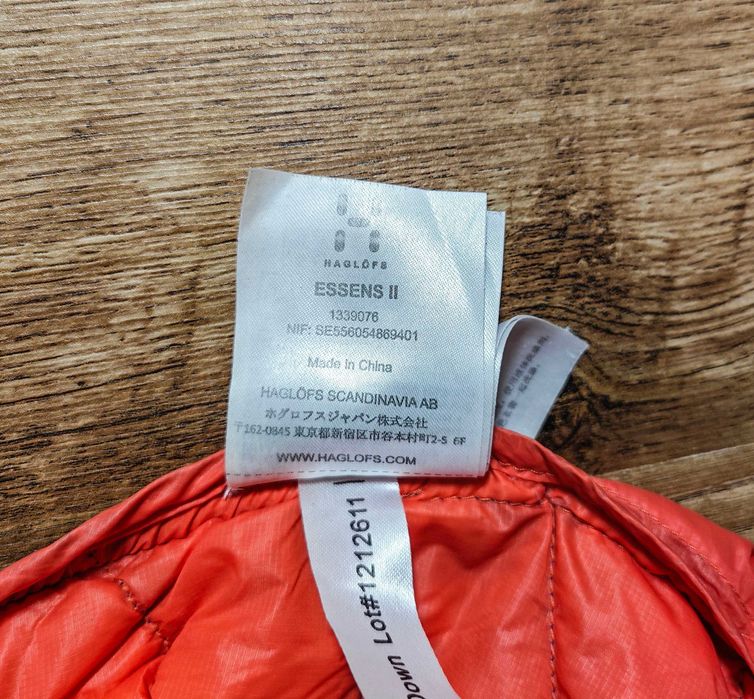 HAGLÖFS
ESSENS II
1339076
NIF: SE556054869401
Made in China
HAGLÖFS SCANDINAVIA AB
ホグロフスジャパン株式会社
〒162-0845 東京都新宿区市谷本村町2-5 6F
WWW.HAGLOFS.COM
Lot#1212611
Down